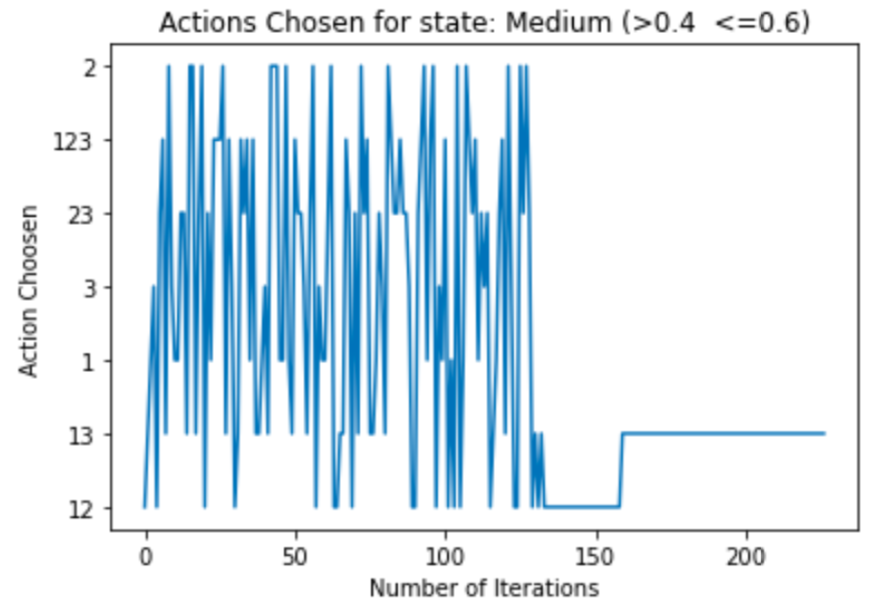 Actions Chosen for state: Medium (>0.4  <=0.6)
2
123
23
3
1
13
12
Action Choosen
0 50 100 150 200
Number of Iterations